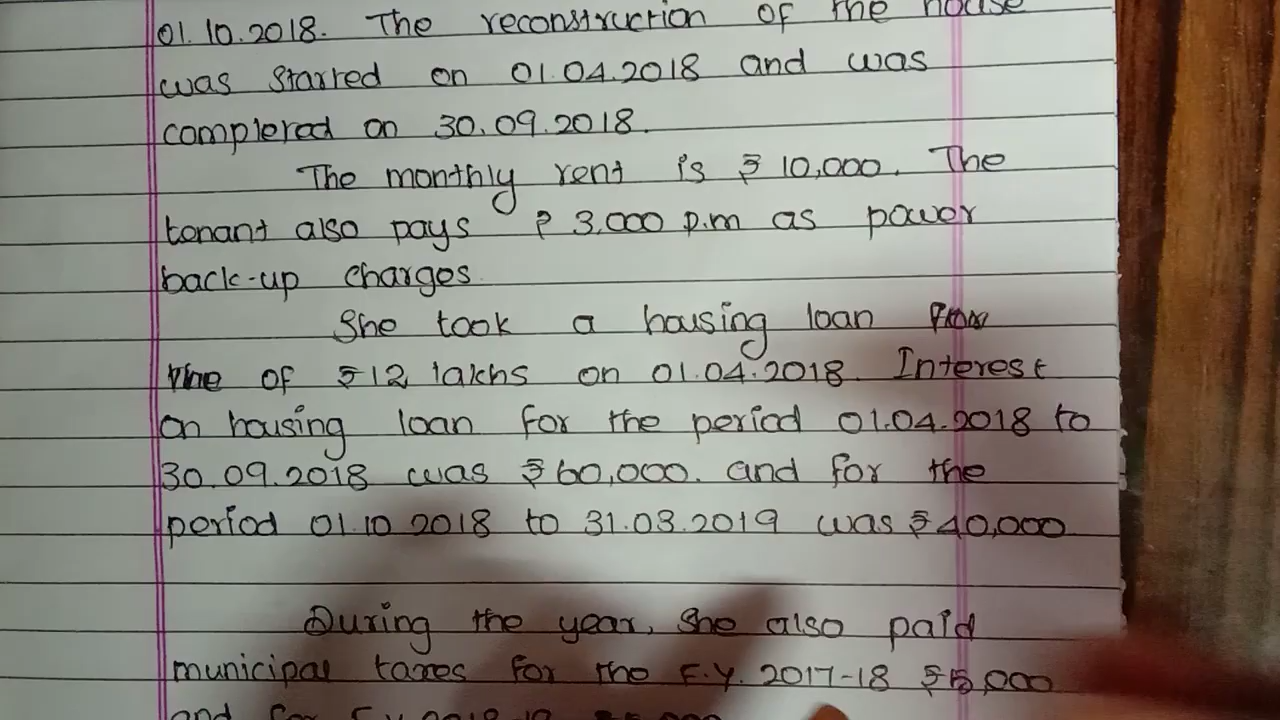 01.10.2018. The reconstruction of the house
was started on 01.04.2018 and was
completed on 30.09.2018.
The monthly rent is ₹ 10,000. The
tenant also pays ₹ 3,000 p.m as power
back-up charges.
She took a housing loan
the of ₹12 lakhs on 01.04.2018. Interest
on housing loan for the period 01.04.2018 to
30.09.2018 was ₹60,000. and for the
period 01.10 2018 to 31.03.2019 was ₹40,000
During the year, she also paid
municipal taxes for the F.Y. 2017-18 ₹5,000
and for F.Y